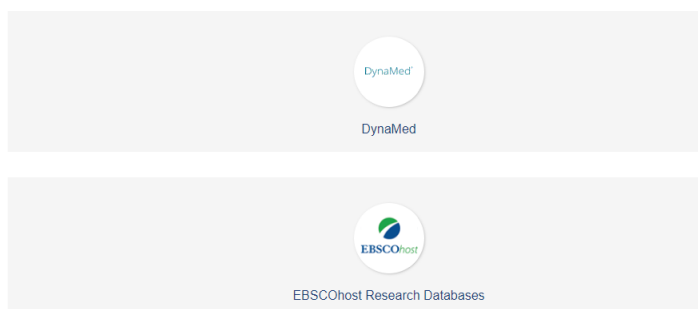 DynaMed
DynaMed
EBSCOhost
EBSCOhost Research Databases